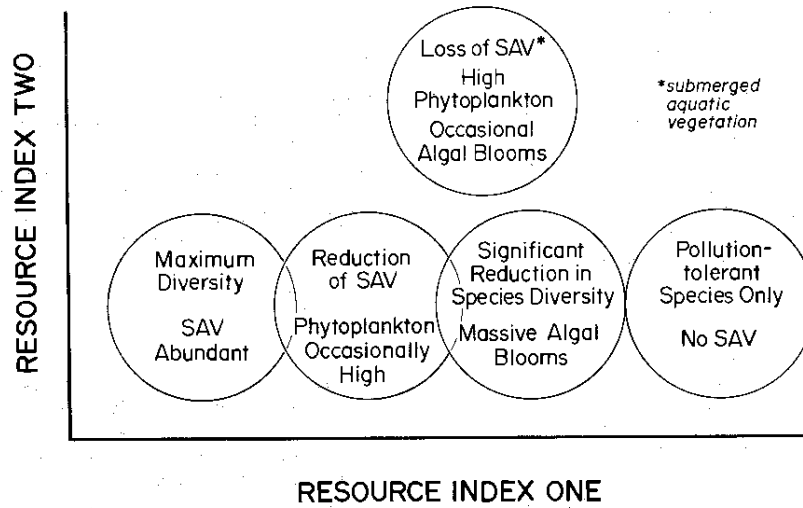 RESOURCE INDEX TWO
Loss of SAV*
High
Phytoplankton
Occasional
Algal Blooms
*submerged
aquatic
vegetation
Maximum
Diversity
SAV
Abundant
Reduction
of SAV
Phytoplankton
Occasionally
High
Significant
Reduction in
Species Diversity
Massive Algal
Blooms
Pollution-
tolerant
Species Only
No SAV
RESOURCE INDEX ONE